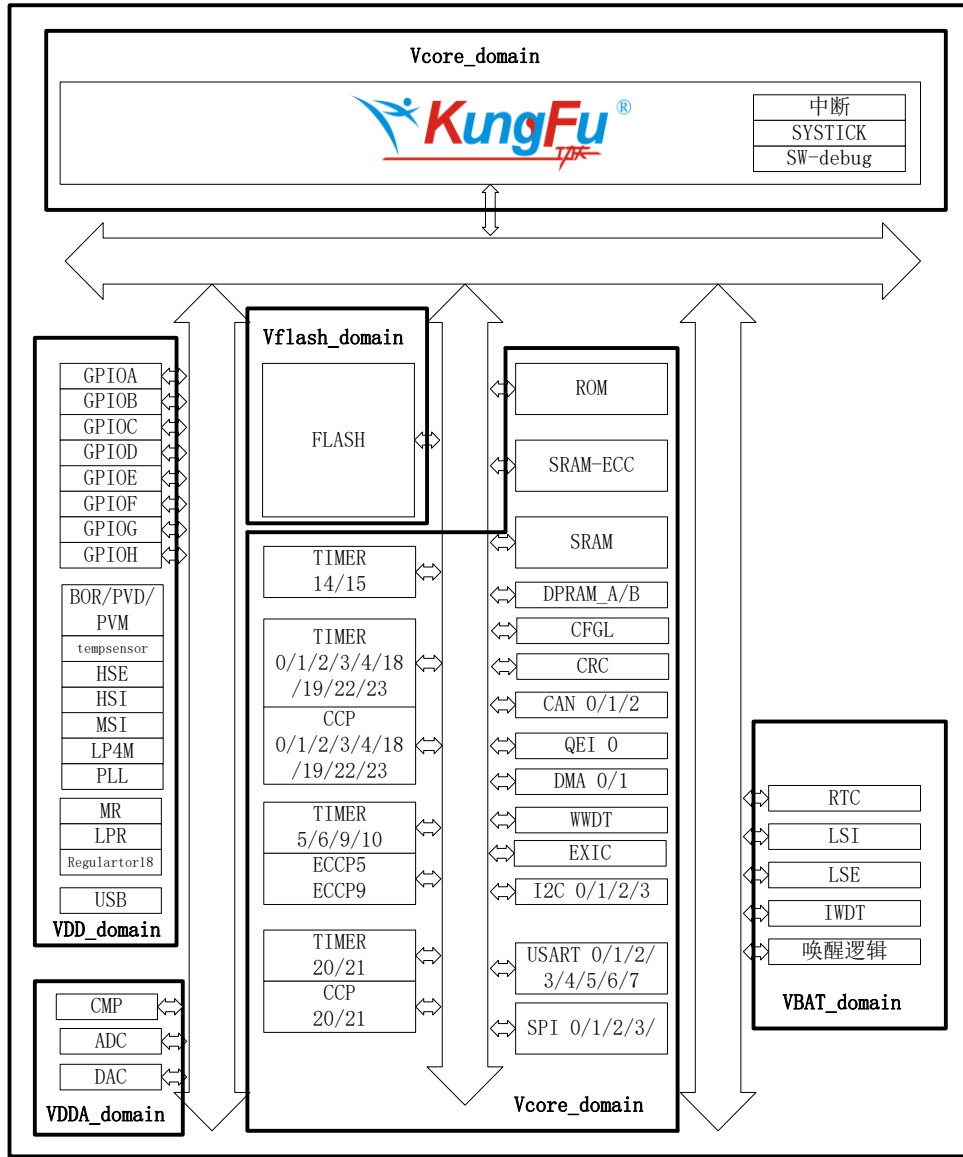 Vcore_domain
KungFu®
功夫
中断
SYSTICK
SW-debug
VDD_domain
GPIOA
GPIOB
GPIOC
GPIOD
GPIOE
GPIOF
GPIOG
GPIOH
BOR/PVD/
PVM
tempsensor
HSE
HSI
MSI
LP4M
PLL
MR
LPR
Regulartor18
USB
CMP
ADC
DAC
VDDA_domain
Vflash_domain
FLASH
TIMER
14/15
TIMER
0/1/2/3/4/18
/19/22/23
CCP
0/1/2/3/4/18
/19/22/23
TIMER
5/6/9/10
ECCP5
ECCP9
TIMER
20/21
CCP
20/21
ROM
SRAM-ECC
SRAM
DPRAM_A/B
CFGL
CRC
CAN 0/1/2
QEI 0
DMA 0/1
WWDT
EXIC
I2C 0/1/2/3
USART 0/1/2/
3/4/5/6/7
SPI 0/1/2/3/
Vcore_domain
RTC
LSI
LSE
IWDT
唤醒逻辑
VBAT_domain